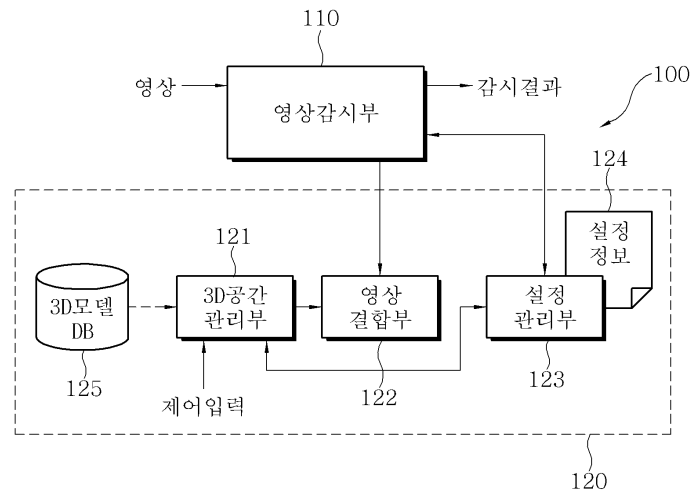 110
100
영상
영상감시부
감시결과
124
설정
정보
121
3D모델
DB
3D공간
관리부
영상
결합부
설정
관리부
125
122
123
제어입력
120